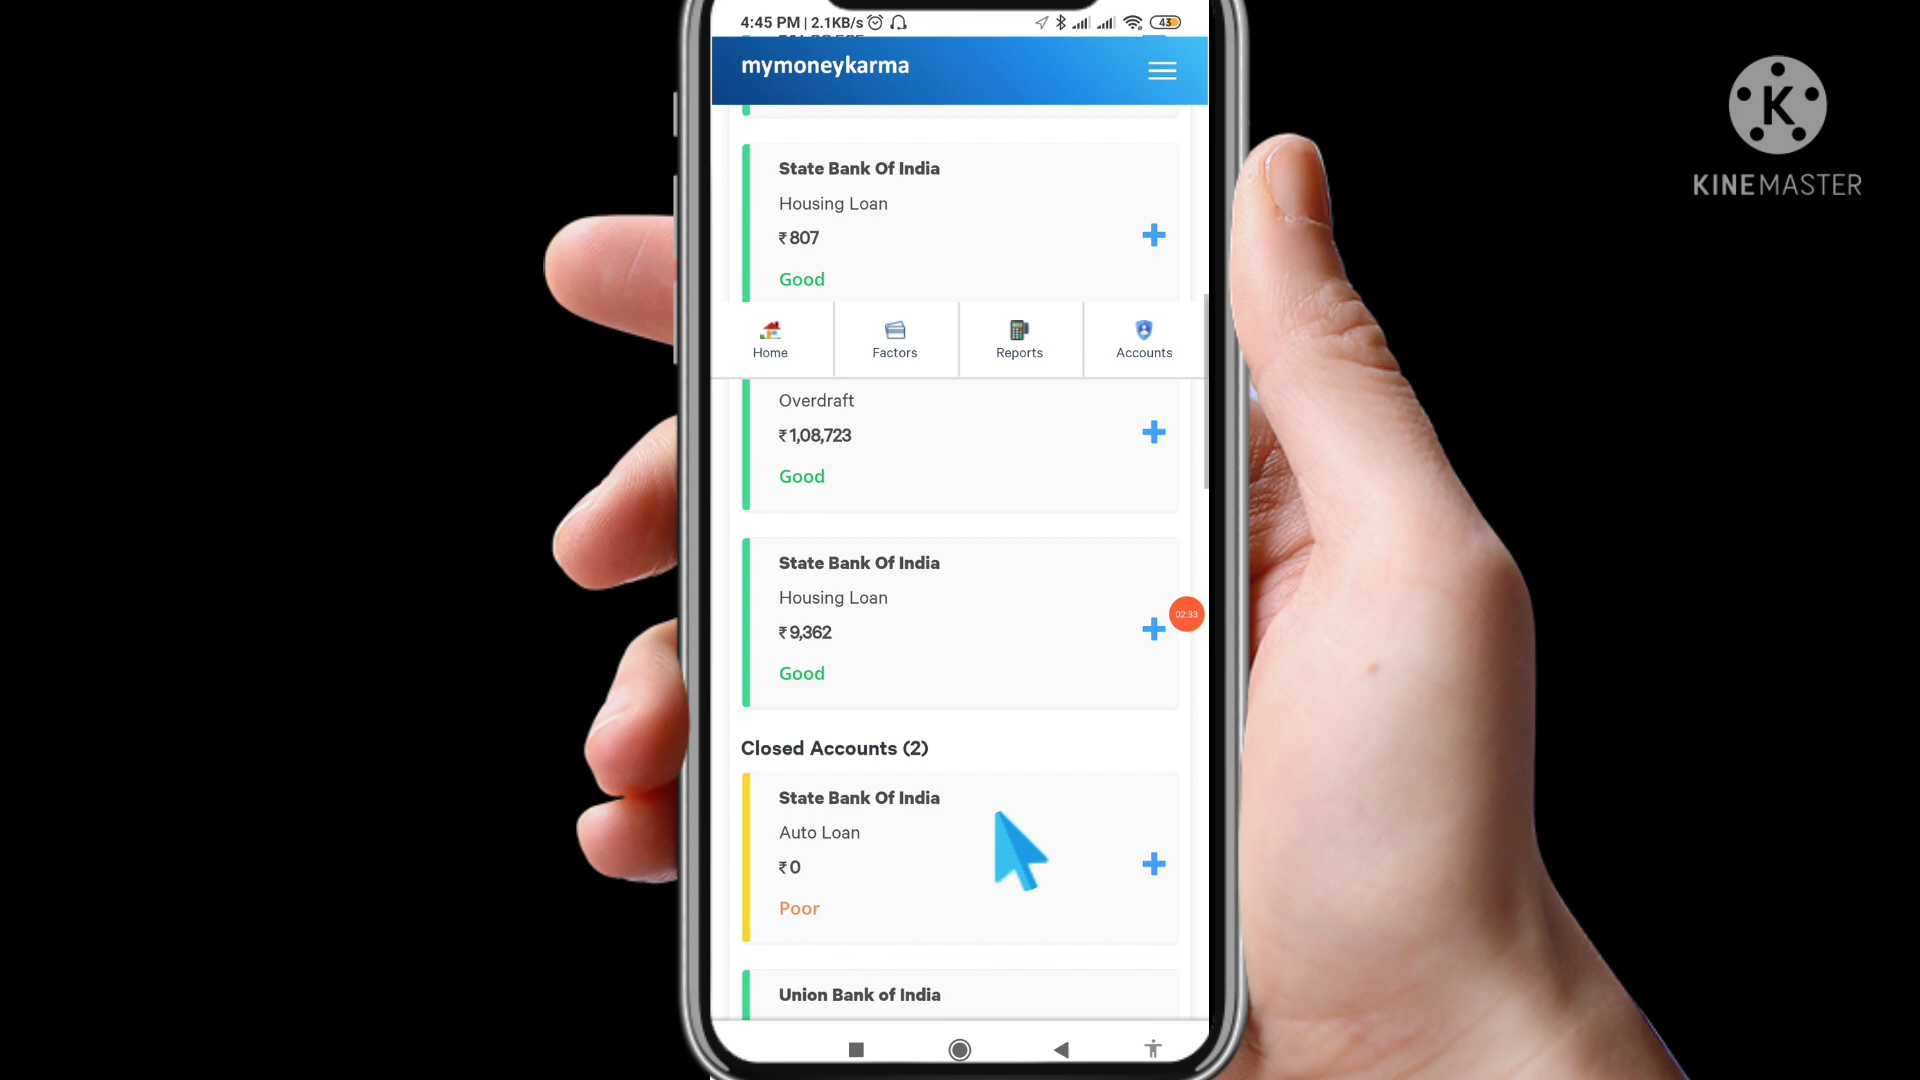 4:45 PM | 2.1KB/s
43
mymoneykarma
State Bank Of India
Housing Loan
₹ 807
Good
Home
Factors
Reports
Accounts
Overdraft
₹ 1,08,723
Good
State Bank Of India
Housing Loan
₹ 9,362
02:33
Good
Closed Accounts (2)
State Bank Of India
Auto Loan
₹ 0
Poor
Union Bank of India
K
KINEMASTER